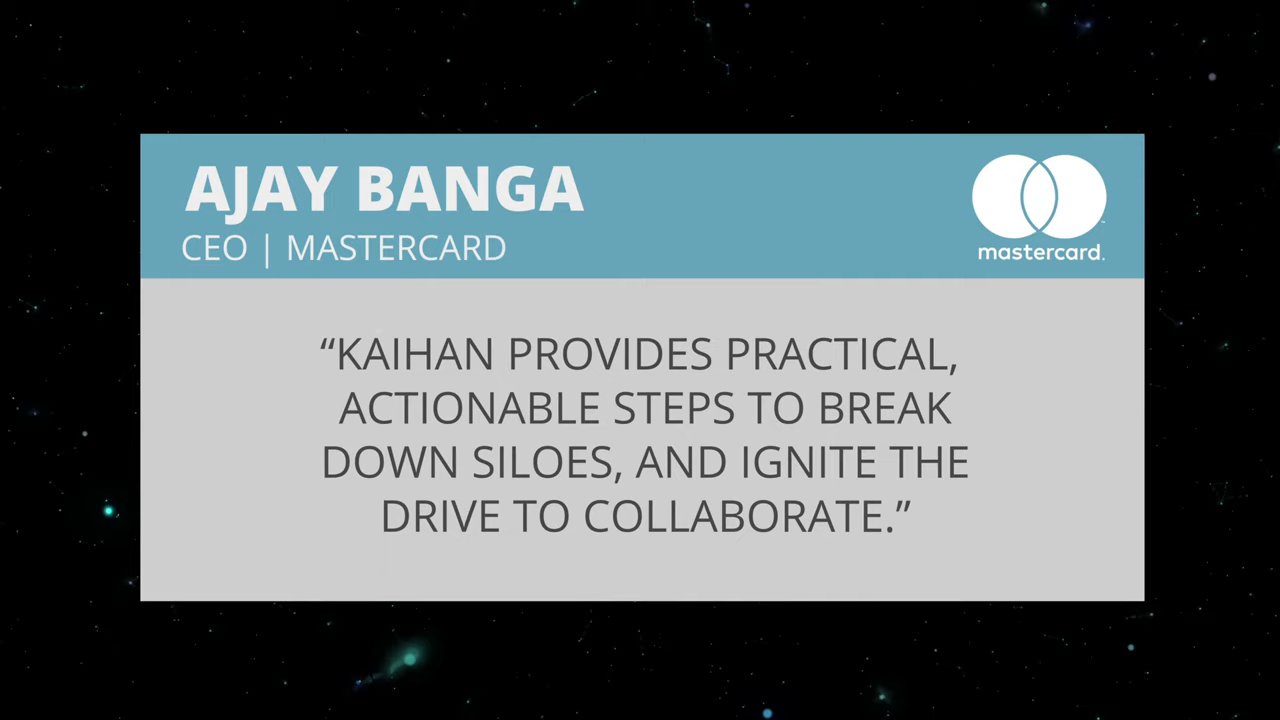 AJAY BANGA
CEO | MASTERCARD
mastercard.
“KAIHAN PROVIDES PRACTICAL,
ACTIONABLE STEPS TO BREAK
DOWN SILOES, AND IGNITE THE
DRIVE TO COLLABORATE.”